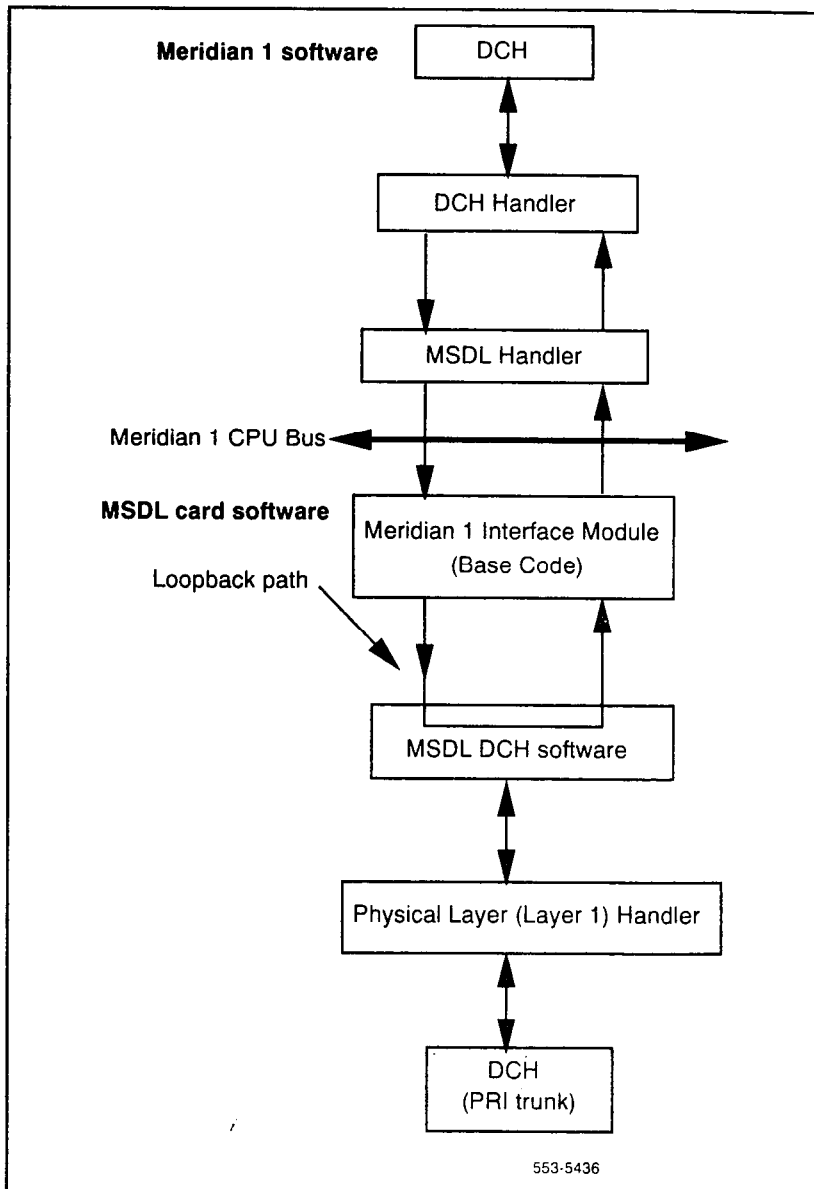 Meridian 1 software
DCH
DCH Handler
MSDL Handler
Meridian 1 CPU Bus
MSDL card software
Meridian 1 Interface Module
(Base Code)
Loopback path
MSDL DCH software
Physical Layer (Layer 1) Handler
DCH
(PRI trunk)
553-5436